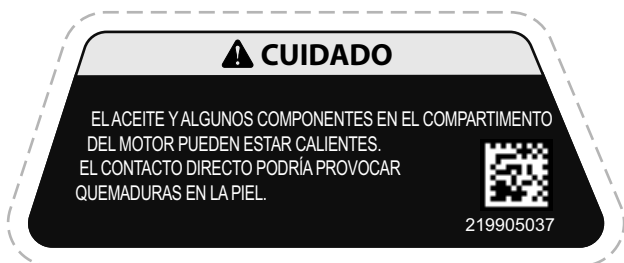 CUIDADO
EL ACEITE Y ALGUNOS COMPONENTES EN EL COMPARTIMENTO
DEL MOTOR PUEDEN ESTAR CALIENTES.
EL CONTACTO DIRECTO PODRÍA PROVOCAR
QUEMADURAS EN LA PIEL.
219905037